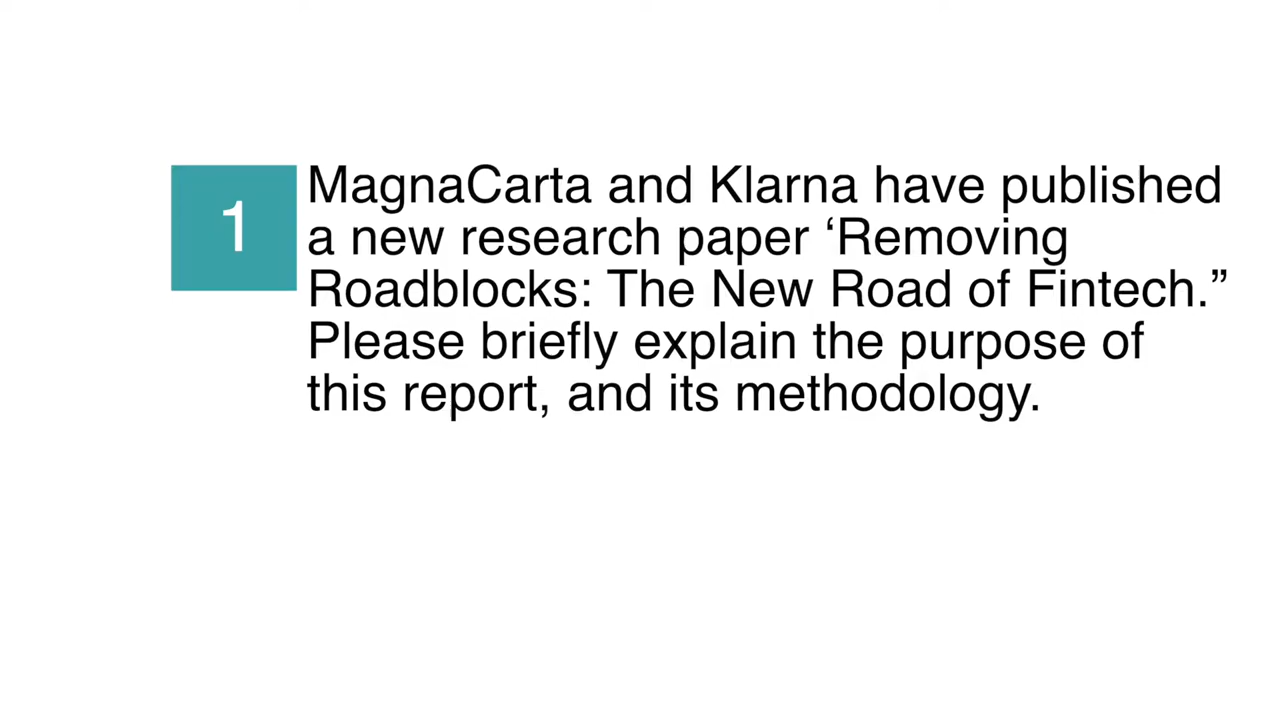 1
MagnaCarta and Klarna have published
a new research paper ‘Removing
Roadblocks: The New Road of Fintech.”
Please briefly explain the purpose of
this report, and its methodology.